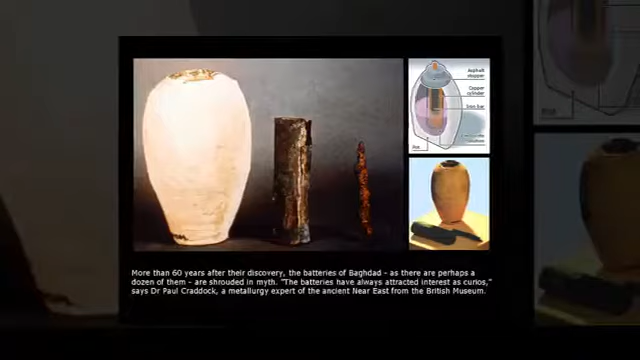 Asphalt
stopper
Copper
cylinder
Iron bar
Pot
More than 60 years after their discovery, the batteries of Baghdad - as there are perhaps a
dozen of them - are shrouded in myth. "The batteries have always attracted interest as curios,"
says Dr Paul Craddock, a metallurgy expert of the ancient Near East from the British Museum.